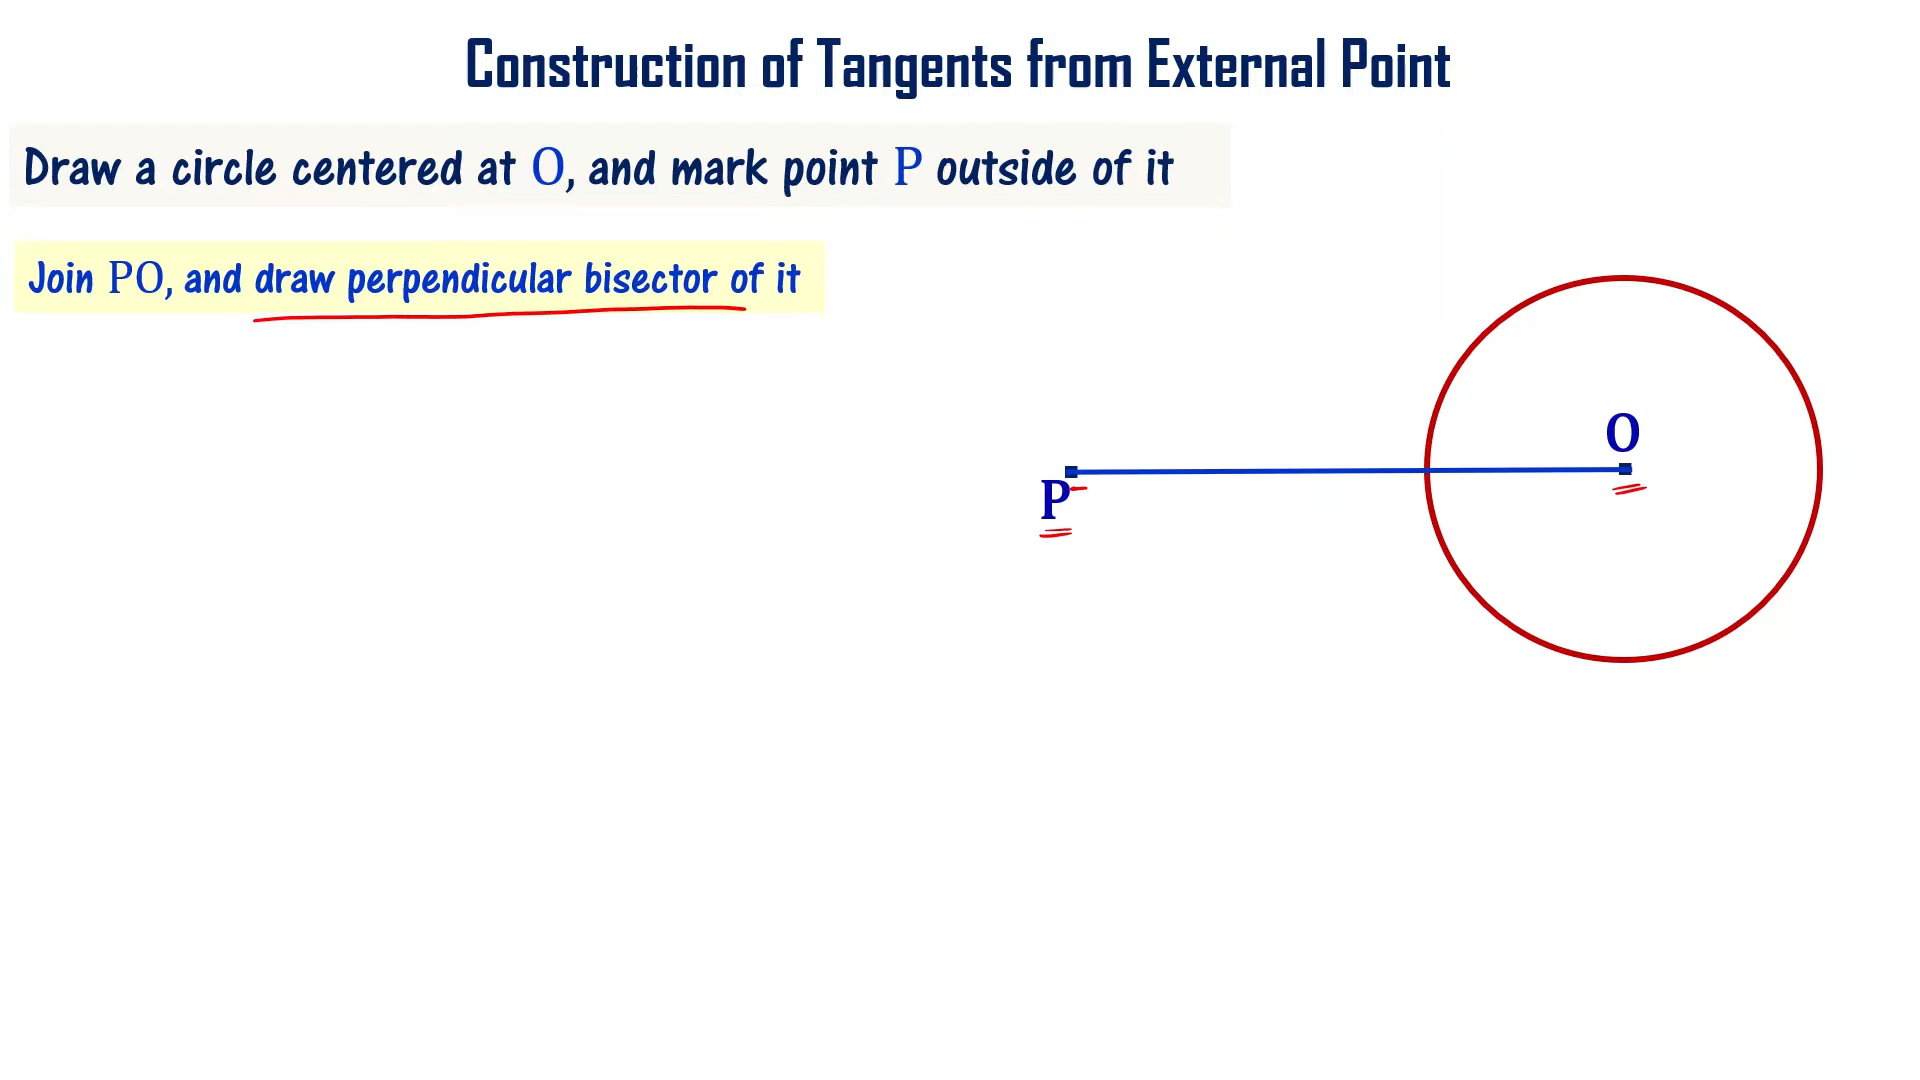 Construction of Tangents from External Point
Draw a circle centered at O, and mark point P outside of it
Join PO, and draw perpendicular bisector of it
O
P